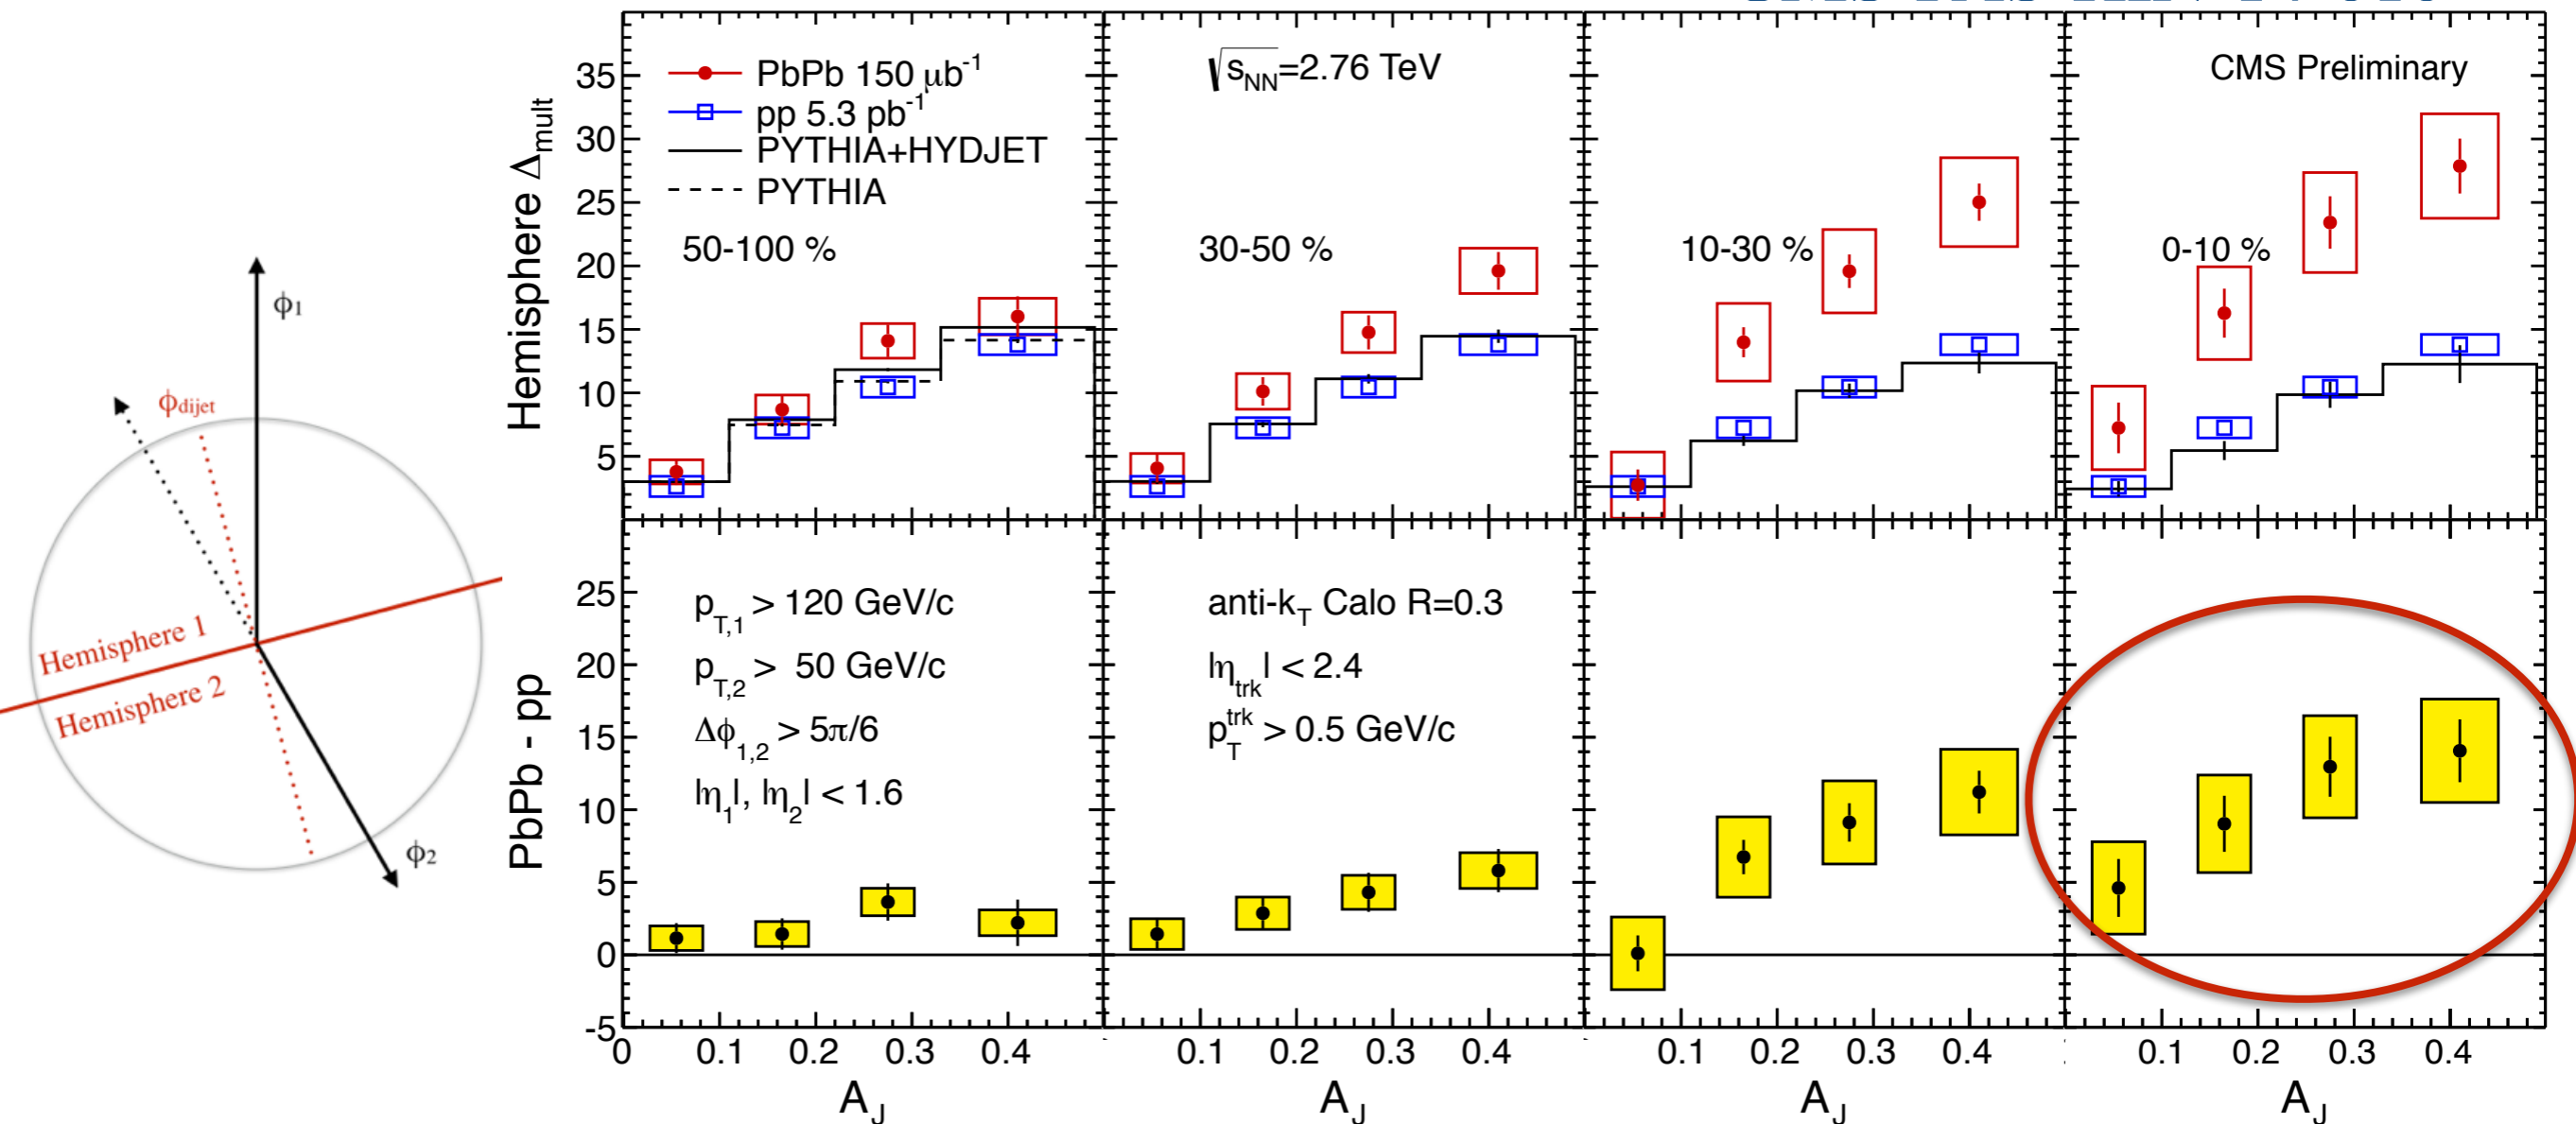 ϕ1
ϕdijet
Hemisphere 1
Hemisphere 2
ϕ2
Hemisphere Δmult
35
30
25
20
15
10
5
PbPb 150 μb⁻¹
pp 5.3 pb⁻¹
PYTHIA+HYDJET
PYTHIA
50-100 %
√sNN=2.76 TeV
30-50 %
10-30 %
CMS Preliminary
0-10 %
PbPb - pp
25
20
15
10
5
0
-5
pT,1 > 120 GeV/c
pT,2 > 50 GeV/c
Δϕ1,2 > 5π/6
|η1|, |η2| < 1.6
anti-kT Calo R=0.3
|ηtrk| < 2.4
pTtrk > 0.5 GeV/c
0 0.1 0.2 0.3 0.4
0.1 0.2 0.3 0.4
0.1 0.2 0.3 0.4
0.1 0.2 0.3 0.4
AJ
AJ
AJ
AJ